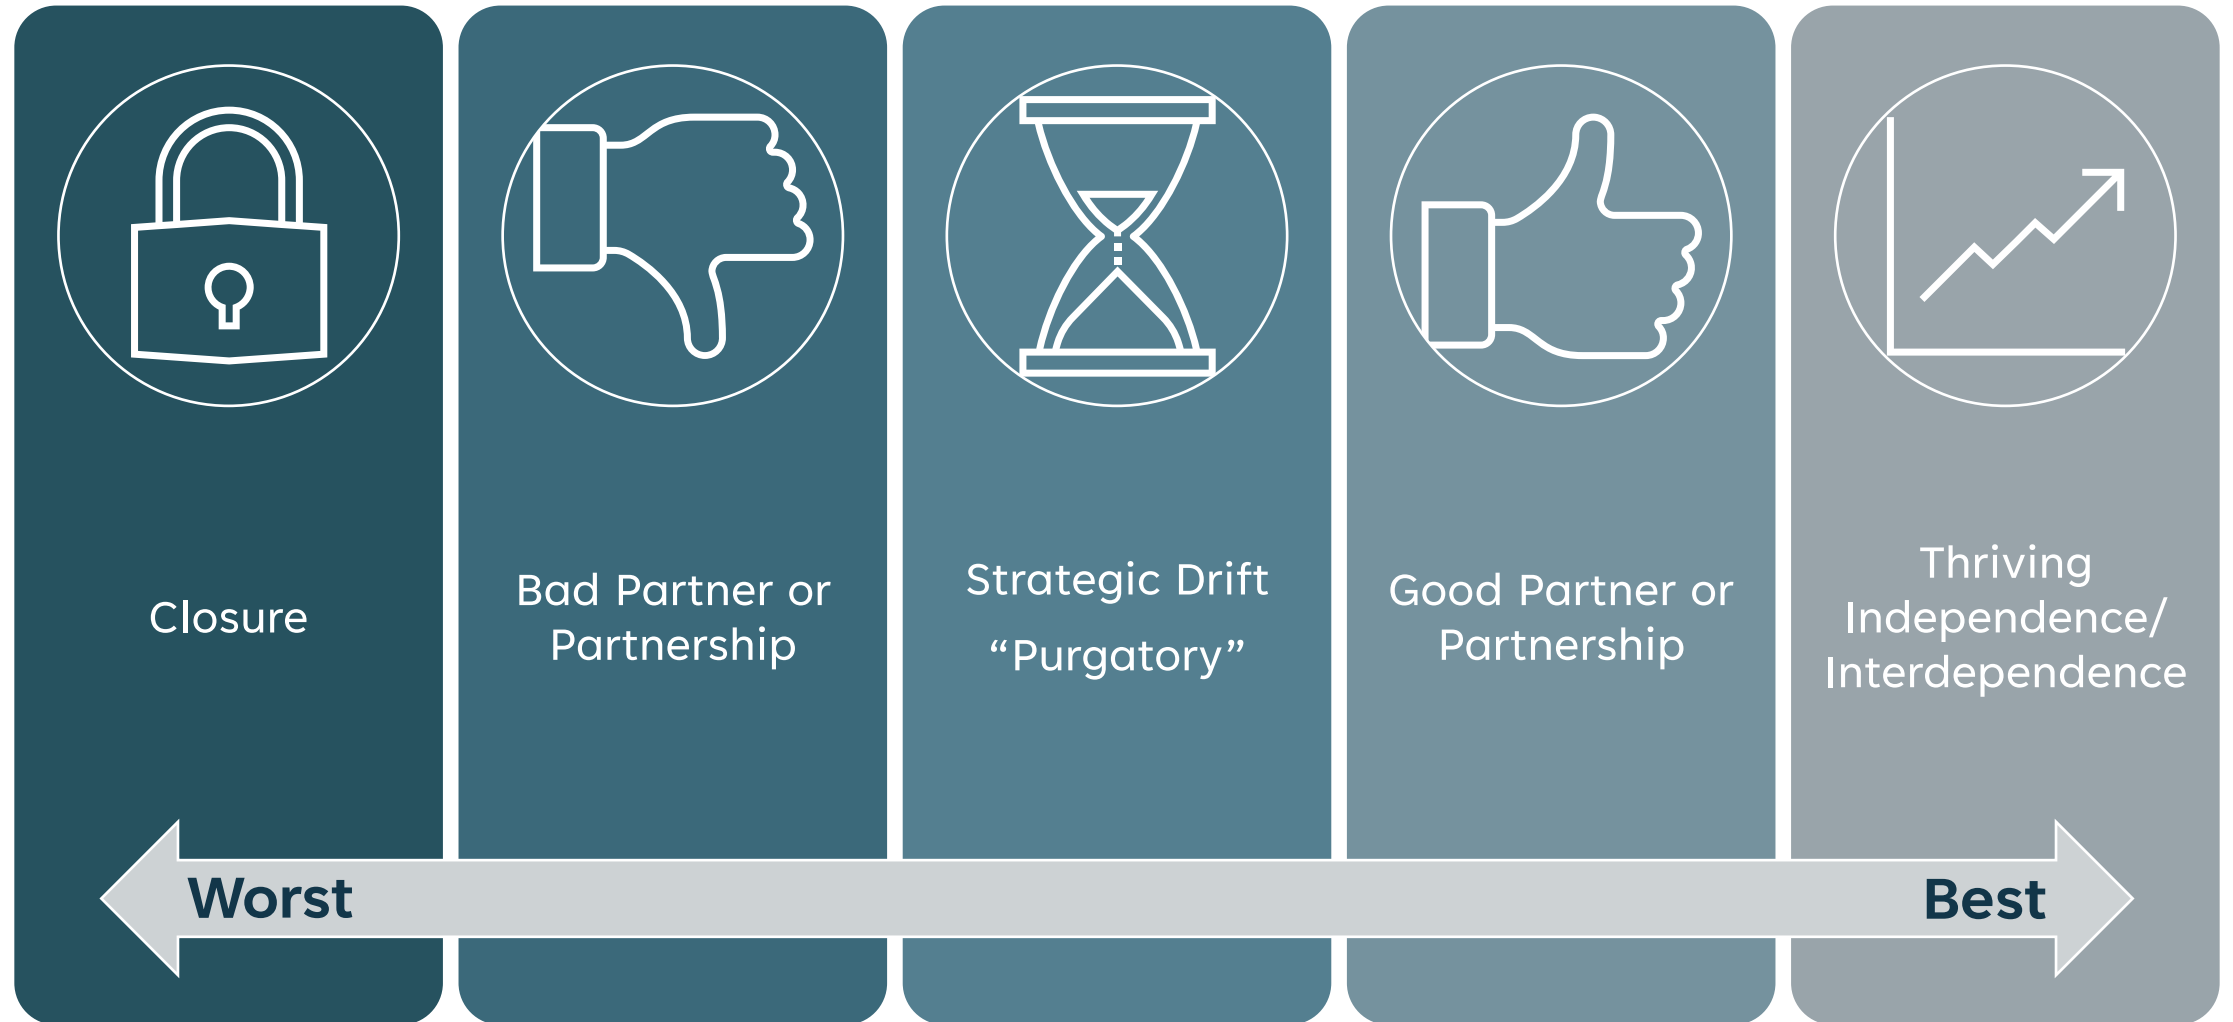 Closure
Bad Partner or
Partnership
Strategic Drift
“Purgatory”
Good Partner or
Partnership
Thriving
Independence/
Interdependence
Worst
Best